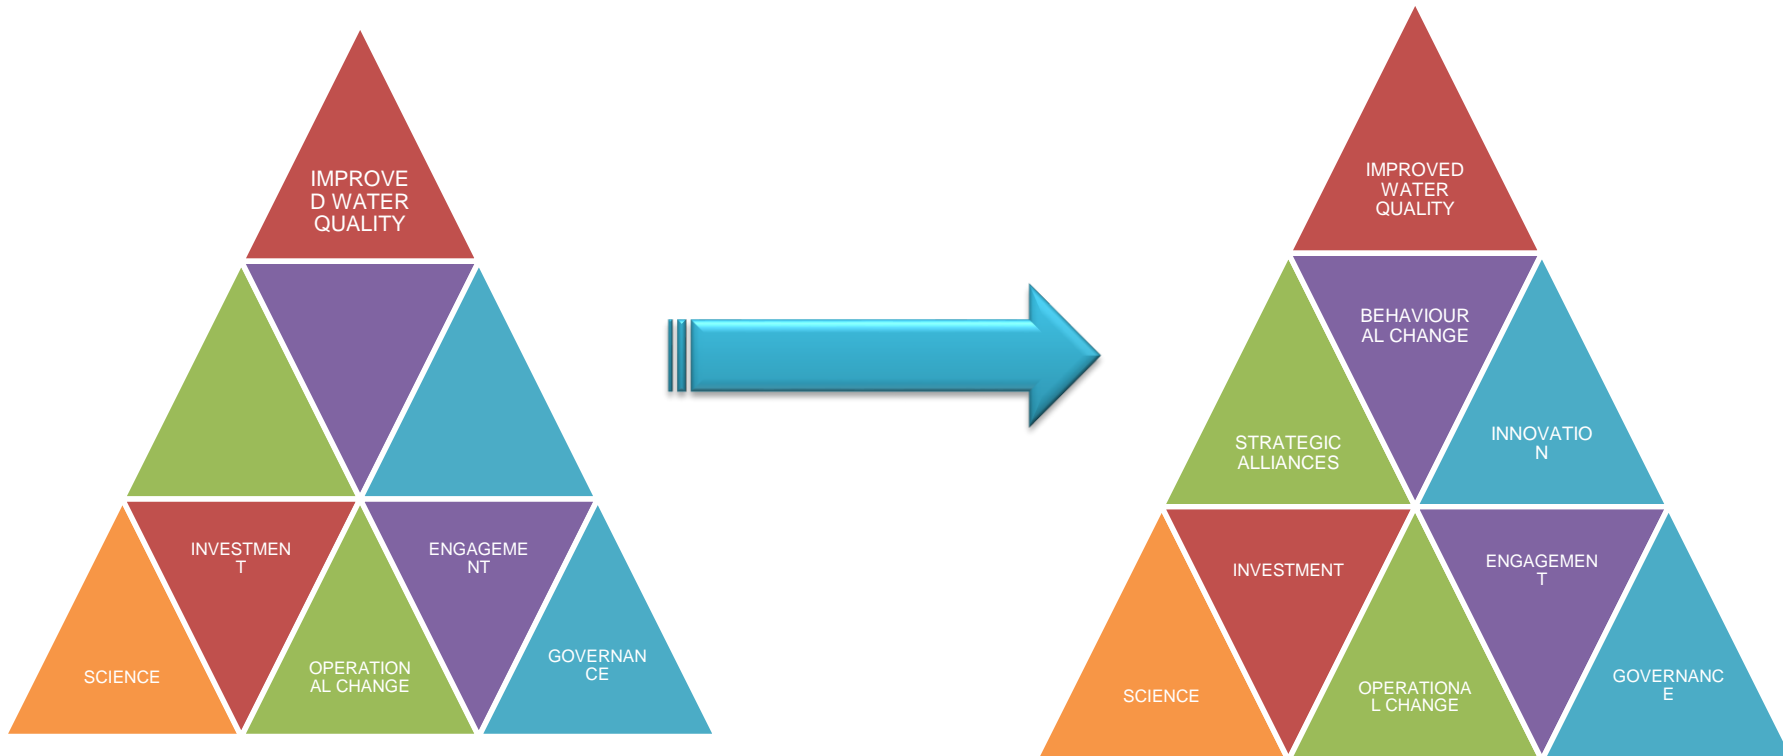 IMPROVE
D WATER
QUALITY
INVESTMEN
T
ENGAGEME
NT
SCIENCE
OPERATION
AL CHANGE
GOVERNAN
CE
IMPROVED
WATER
QUALITY
BEHAVIOUR
AL CHANGE
STRATEGIC
ALLIANCES
INNOVATIO
N
INVESTMENT
ENGAGEMEN
T
SCIENCE
OPERATIONA
L CHANGE
GOVERNANC
E